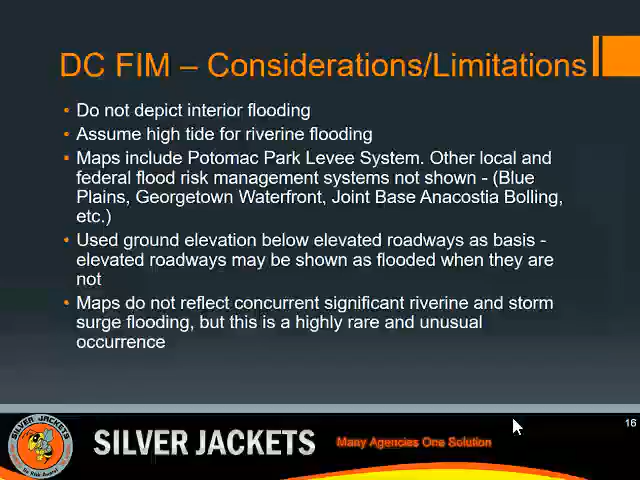 DC FIM – Considerations/Limitations
Do not depict interior flooding
Assume high tide for riverine flooding
Maps include Potomac Park Levee System. Other local and
federal flood risk management systems not shown - (Blue
Plains, Georgetown Waterfront, Joint Base Anacostia Bolling,
etc.)
Used ground elevation below elevated roadways as basis -
elevated roadways may be shown as flooded when they are
not
Maps do not reflect concurrent significant riverine and storm
surge flooding, but this is a highly rare and unusual
occurrence
16
SILVER JACKETS
SILVER JACKETS
Many Agencies One Solution